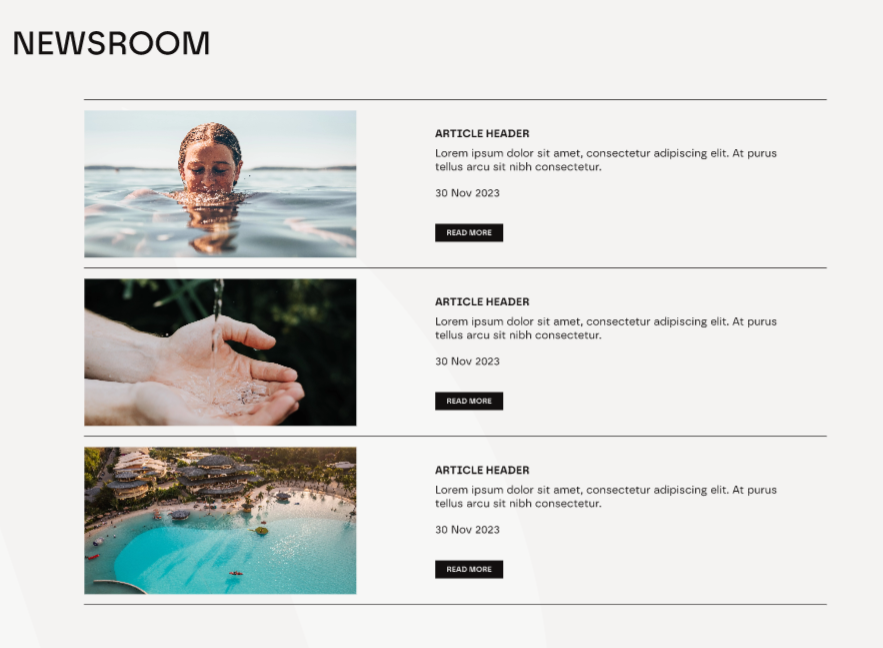 NEWSROOM
ARTICLE HEADER
Lorem ipsum dolor sit amet, consectetur adipiscing elit. At purus
tellus arcu sit nibh consectetur.
30 Nov 2023
READ MORE
ARTICLE HEADER
Lorem ipsum dolor sit amet, consectetur adipiscing elit. At purus
tellus arcu sit nibh consectetur.
30 Nov 2023
READ MORE
ARTICLE HEADER
Lorem ipsum dolor sit amet, consectetur adipiscing elit. At purus
tellus arcu sit nibh consectetur.
30 Nov 2023
READ MORE